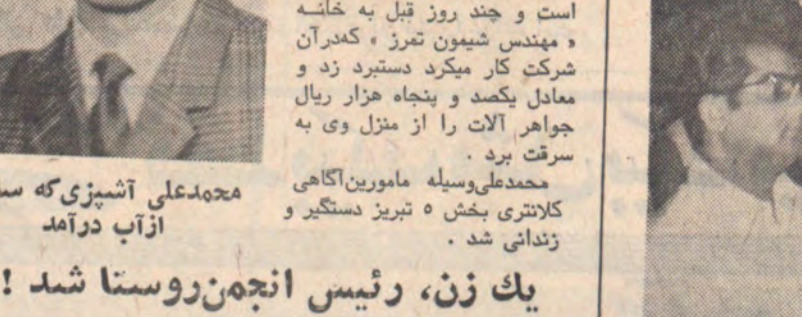 است و چند روز قبل به خانه
« مهندس شیمون تمرز » که‌درآن
شرکت کار میکرد دستبرد زد و
معادل یکصد و پنجاه هزار ریال
جواهر آلات را از منزل وی به
سرقت برد .
محمدعلی‌وسیله مامورین‌آگاهی
کلانتری بخش ۵ تبریز دستگیر و
زندانی شد .
محمدعلی آشپزی‌که
ازآب درآمد
یك زن، رئیس انجمن‌روستا شد !